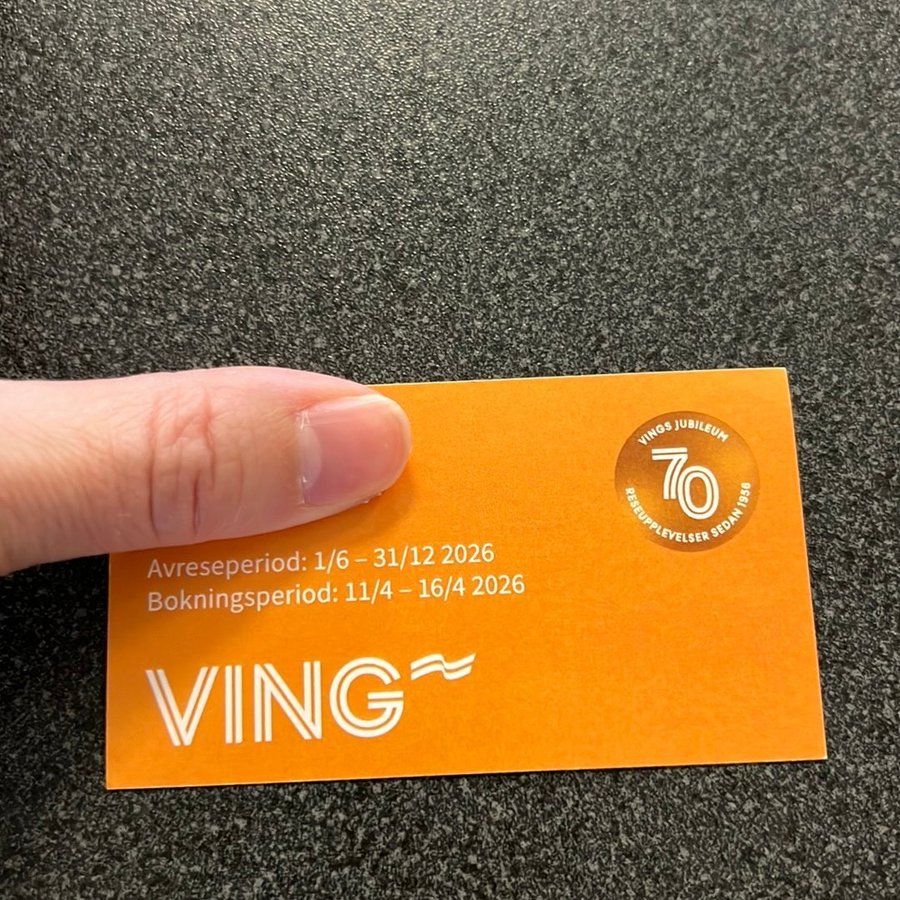 VINGS JUBILEUM
70
RESEUPPLEVELSER SEDAN 1956
Avreseperiod: 1/6 – 31/12 2026
Bokningsperiod: 11/4 – 16/4 2026
VING